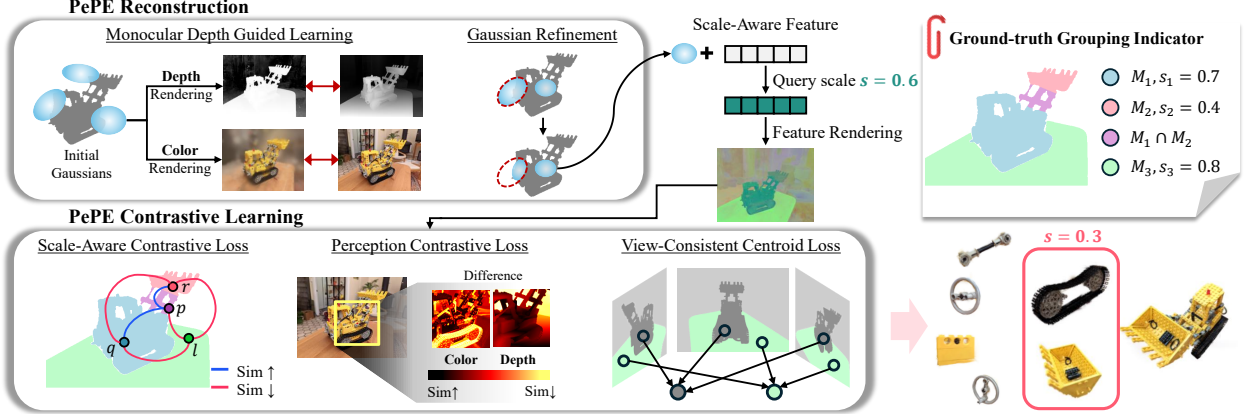 PePE Reconstruction
Monocular Depth Guided Learning
Initial
Gaussians
Depth
Rendering
Color
Rendering
Gaussian Refinement
Scale-Aware Feature
+
Query scale s = 0.6
Feature Rendering
Ground-truth Grouping Indicator
M₁, s₁ = 0.7
M₂, s₂ = 0.4
M₁ ∩ M₂
M₃, s₃ = 0.8
PePE Contrastive Learning
Scale-Aware Contrastive Loss
r
p
q
l
Sim ↑
Sim ↓
Perception Contrastive Loss
Difference
Color
Depth
Sim↑
Sim↓
View-Consistent Centroid Loss
s = 0.3